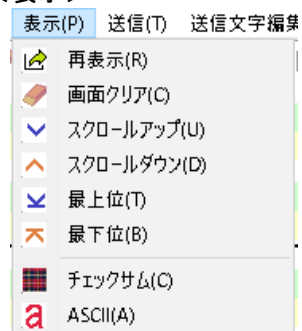 表示(P) 送信(T) 送信文字編集
再表示(R)
画面クリア(C)
スクロールアップ(U)
スクロールダウン(D)
最上位(T)
最下位(B)
チェックサム(C)
ASCII(A)